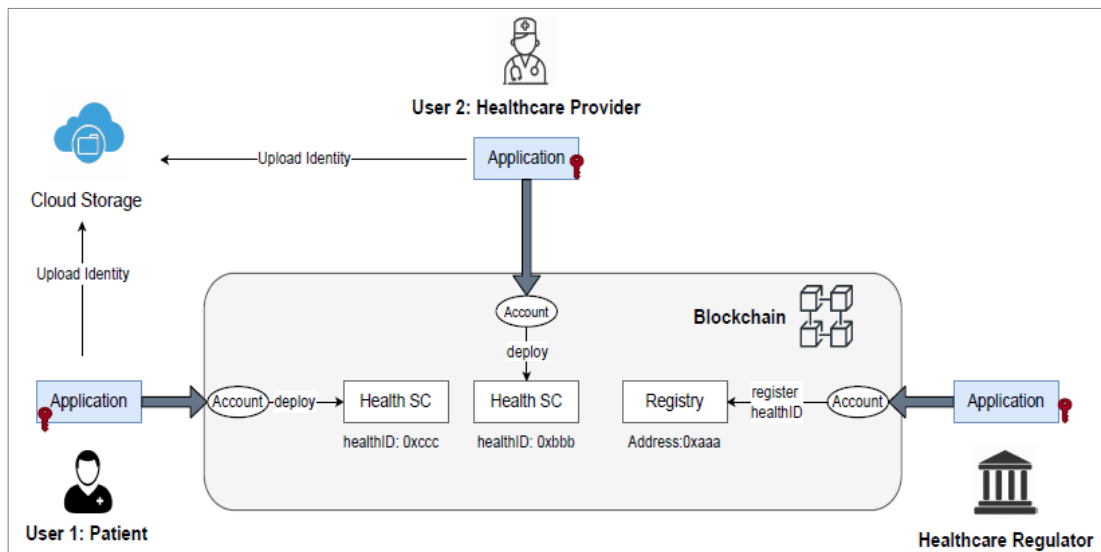 User 2: Healthcare Provider
Application
Upload Identity
Cloud Storage
Upload Identity
Blockchain
Account
deploy
Application
Account
deploy
Health SC
Health SC
Registry
register
healthID
Account
Application
healthID: 0xccc
healthID: 0xbbb
Address:0xaaa
User 1: Patient
Healthcare Regulator